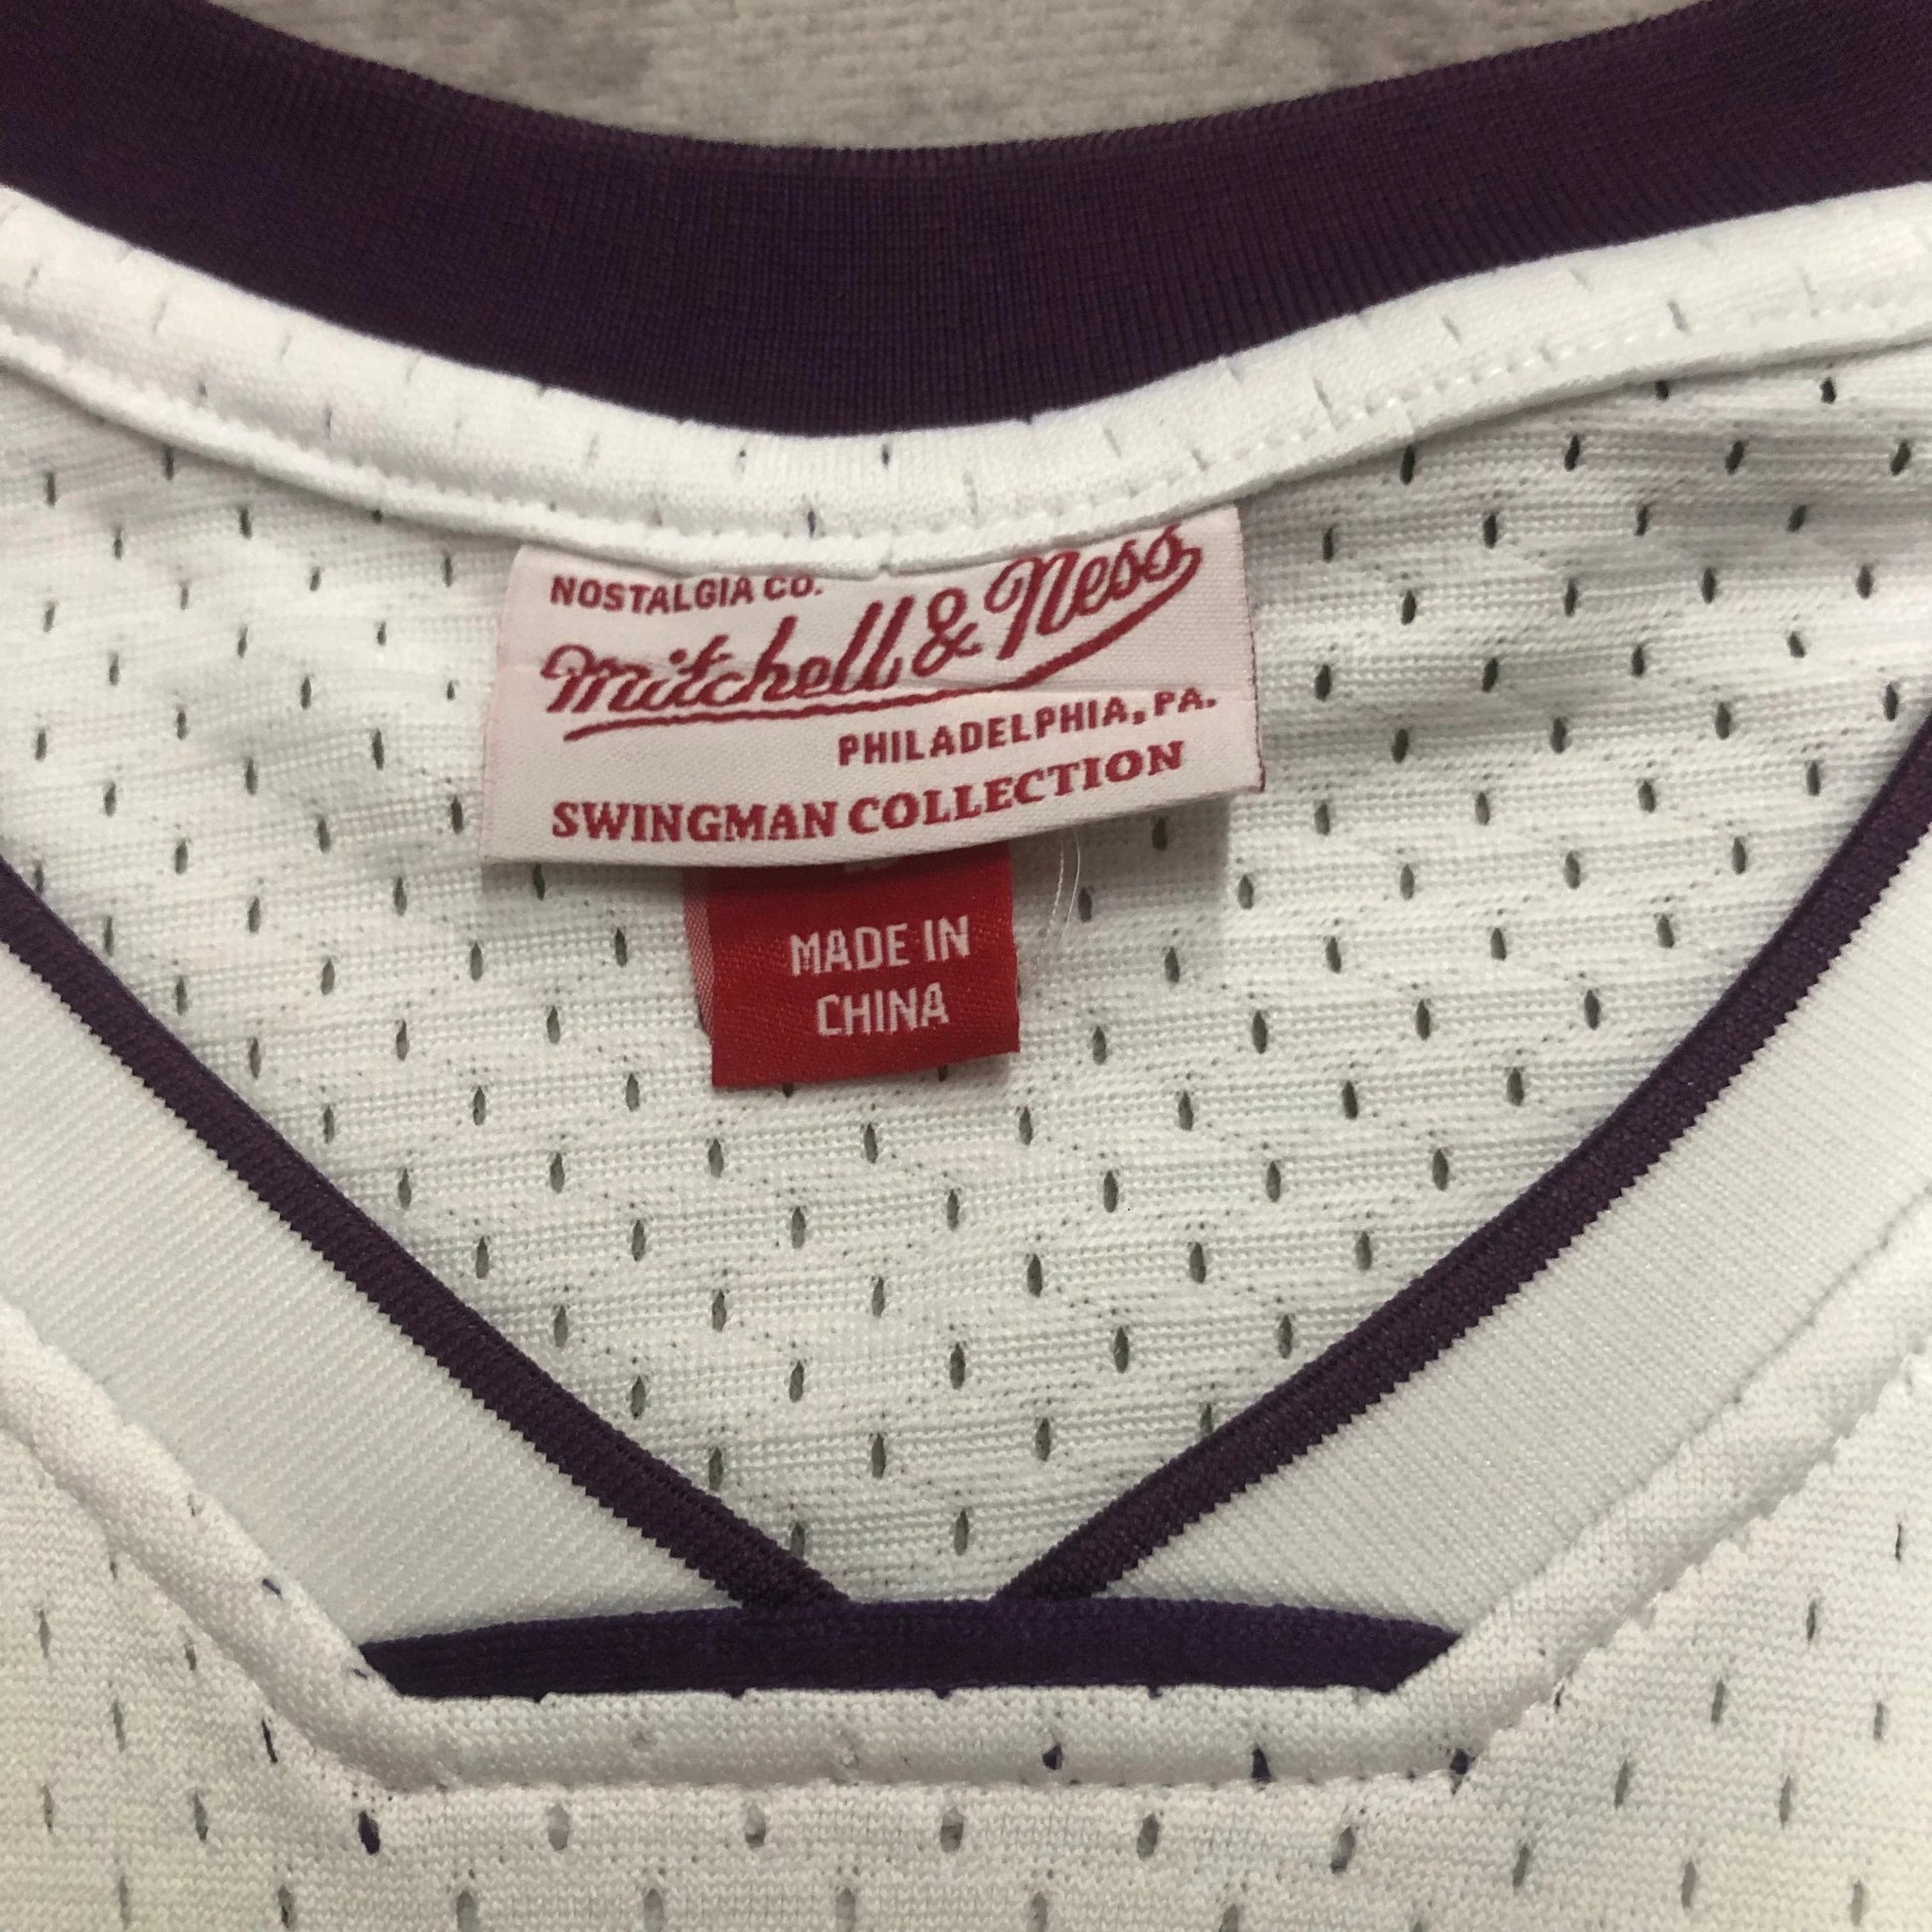 NOSTALGIA CO.
Mitchell & Ness
PHILADELPHIA, PA.
SWINGMAN COLLECTION
MADE IN
CHINA